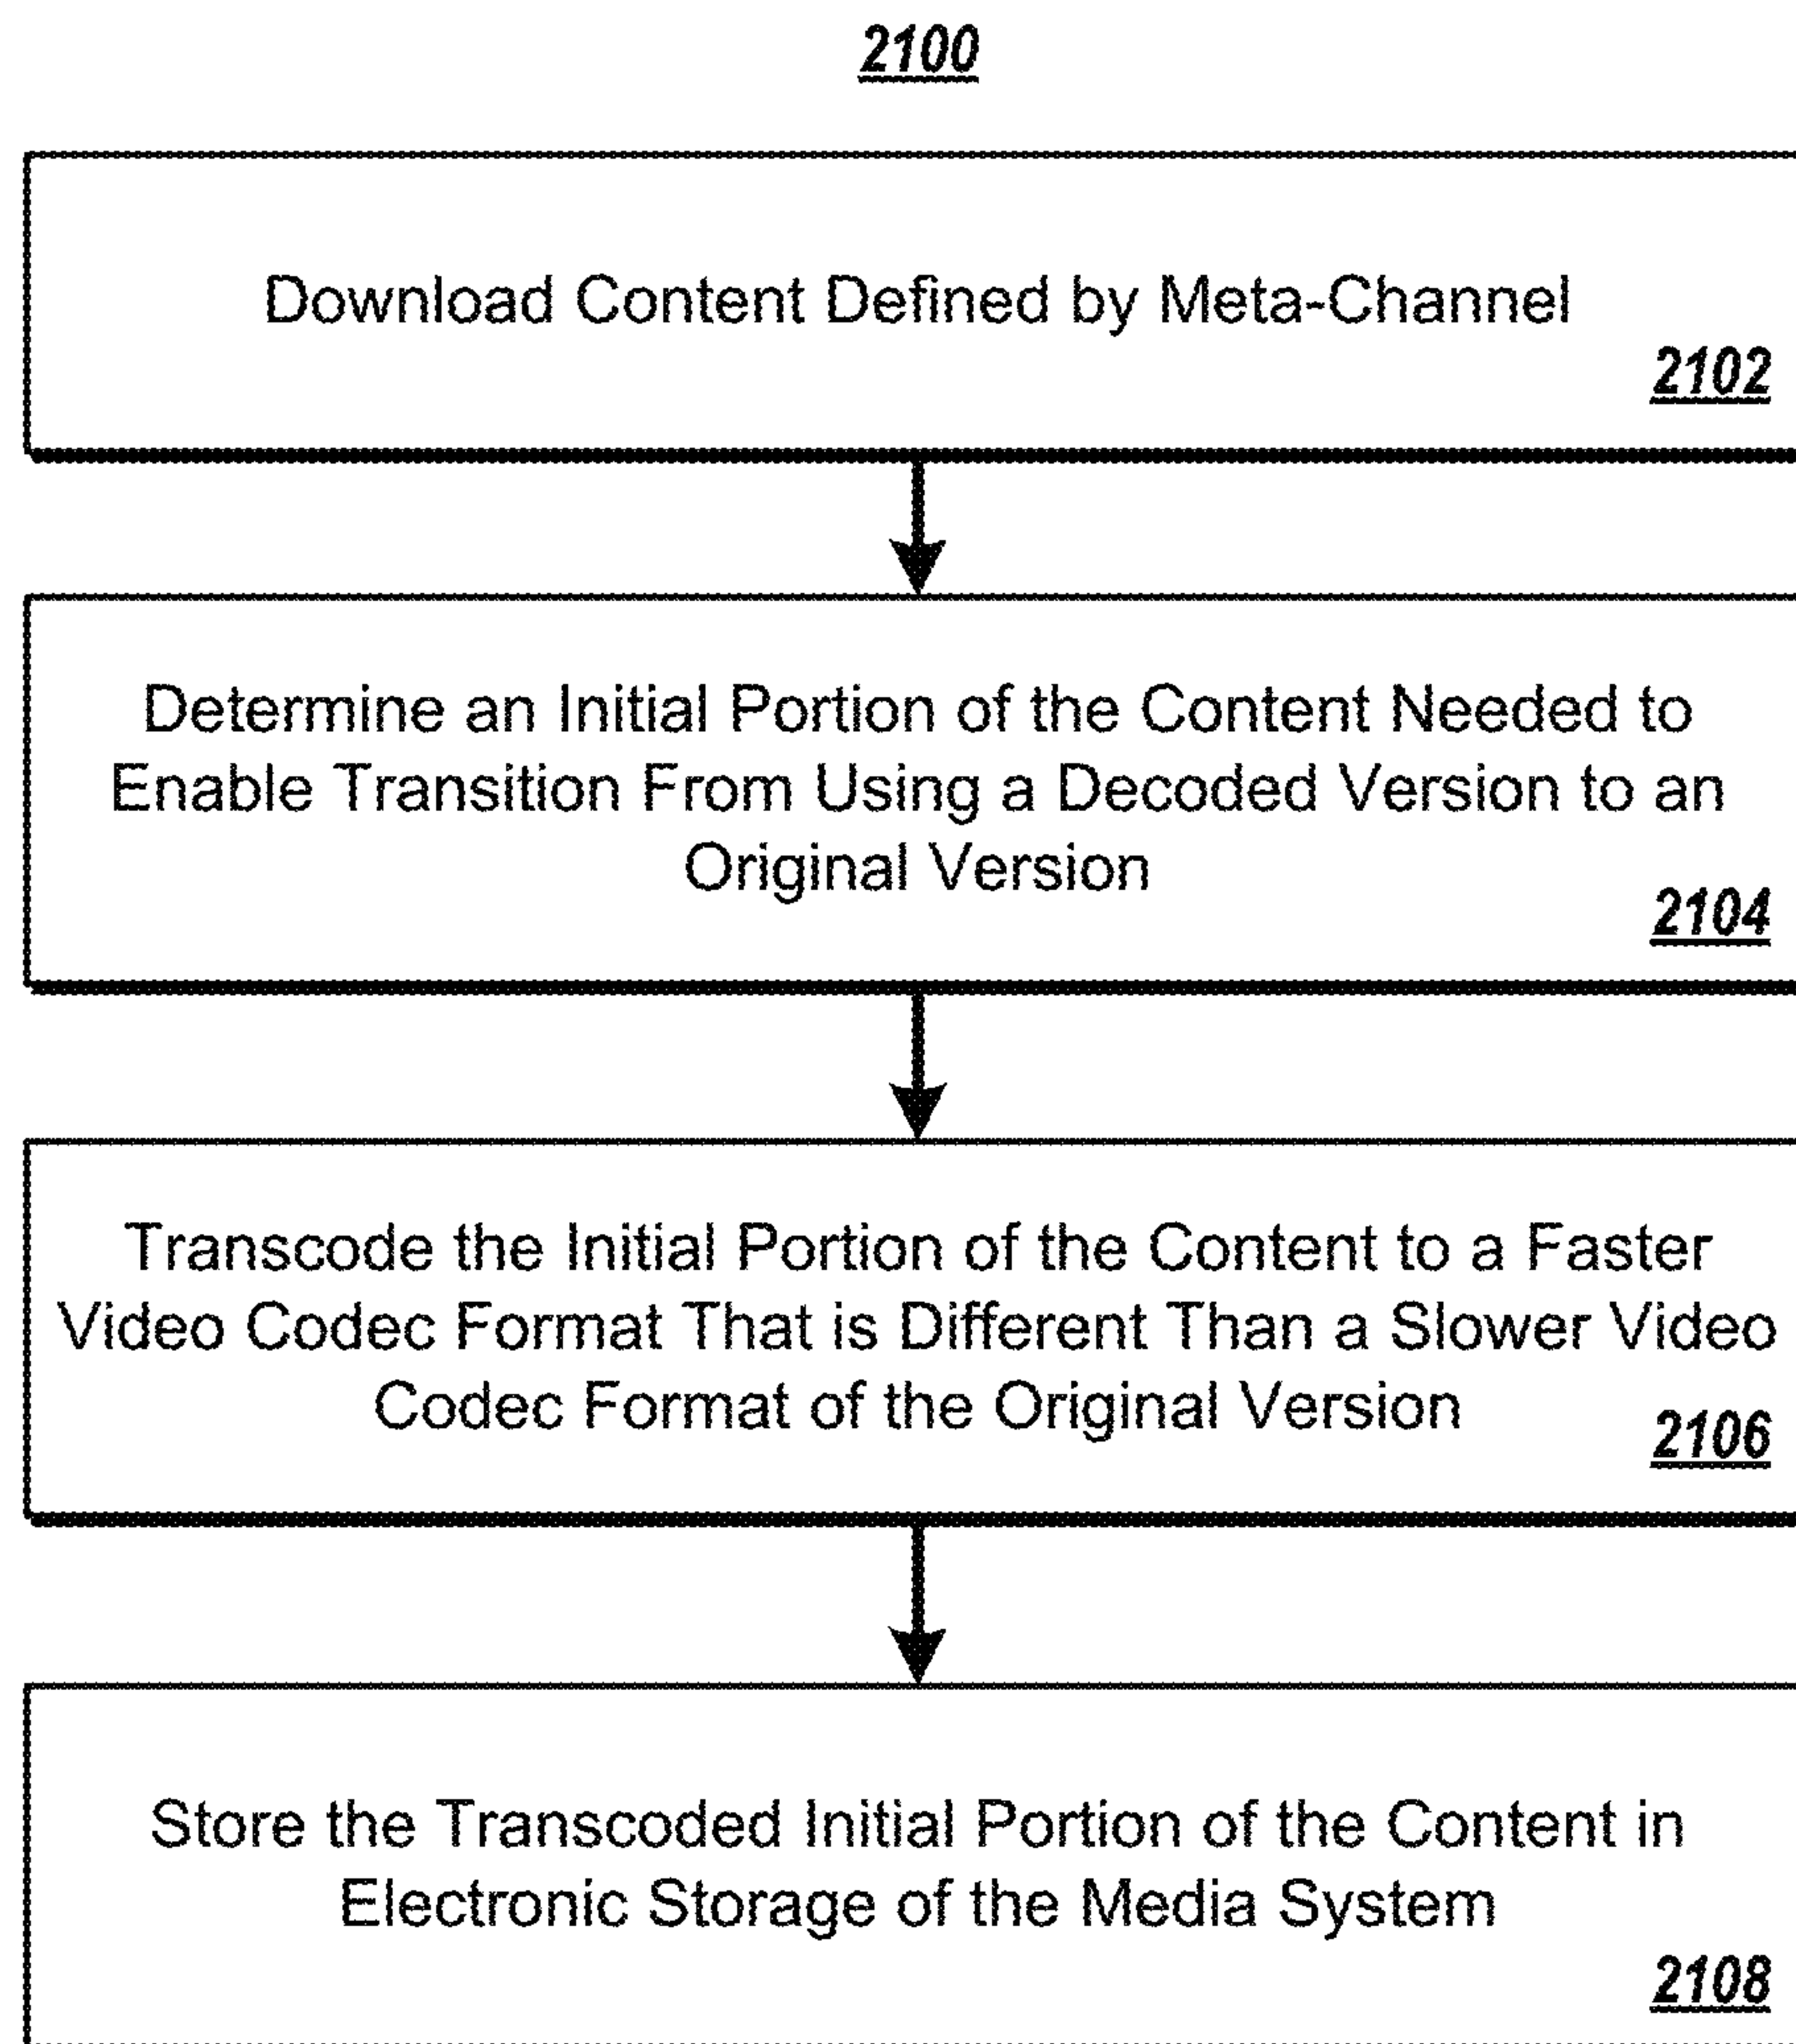 2100
Download Content Defined by Meta-Channel
2102
Determine an Initial Portion of the Content Needed to
Enable Transition From Using a Decoded Version to an
Original Version
2104
Transcode the Initial Portion of the Content to a Faster
Video Codec Format That is Different Than a Slower Video
Codec Format of the Original Version
2106
Store the Transcoded Initial Portion of the Content in
Electronic Storage of the Media System
2108